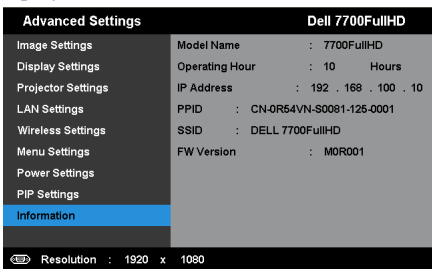 Advanced Settings Dell 7700FullHD
Image Settings
Display Settings
Projector Settings
LAN Settings
Wireless Settings
Menu Settings
Power Settings
PIP Settings
Information
Model Name : 7700FullHD
Operating Hour : 10 Hours
IP Address : 192 . 168 . 100 . 10
PPID : CN-0R54VN-S0081-125-0001
SSID : DELL 7700FullHD
FW Version : M0R001
Resolution : 1920 x 1080